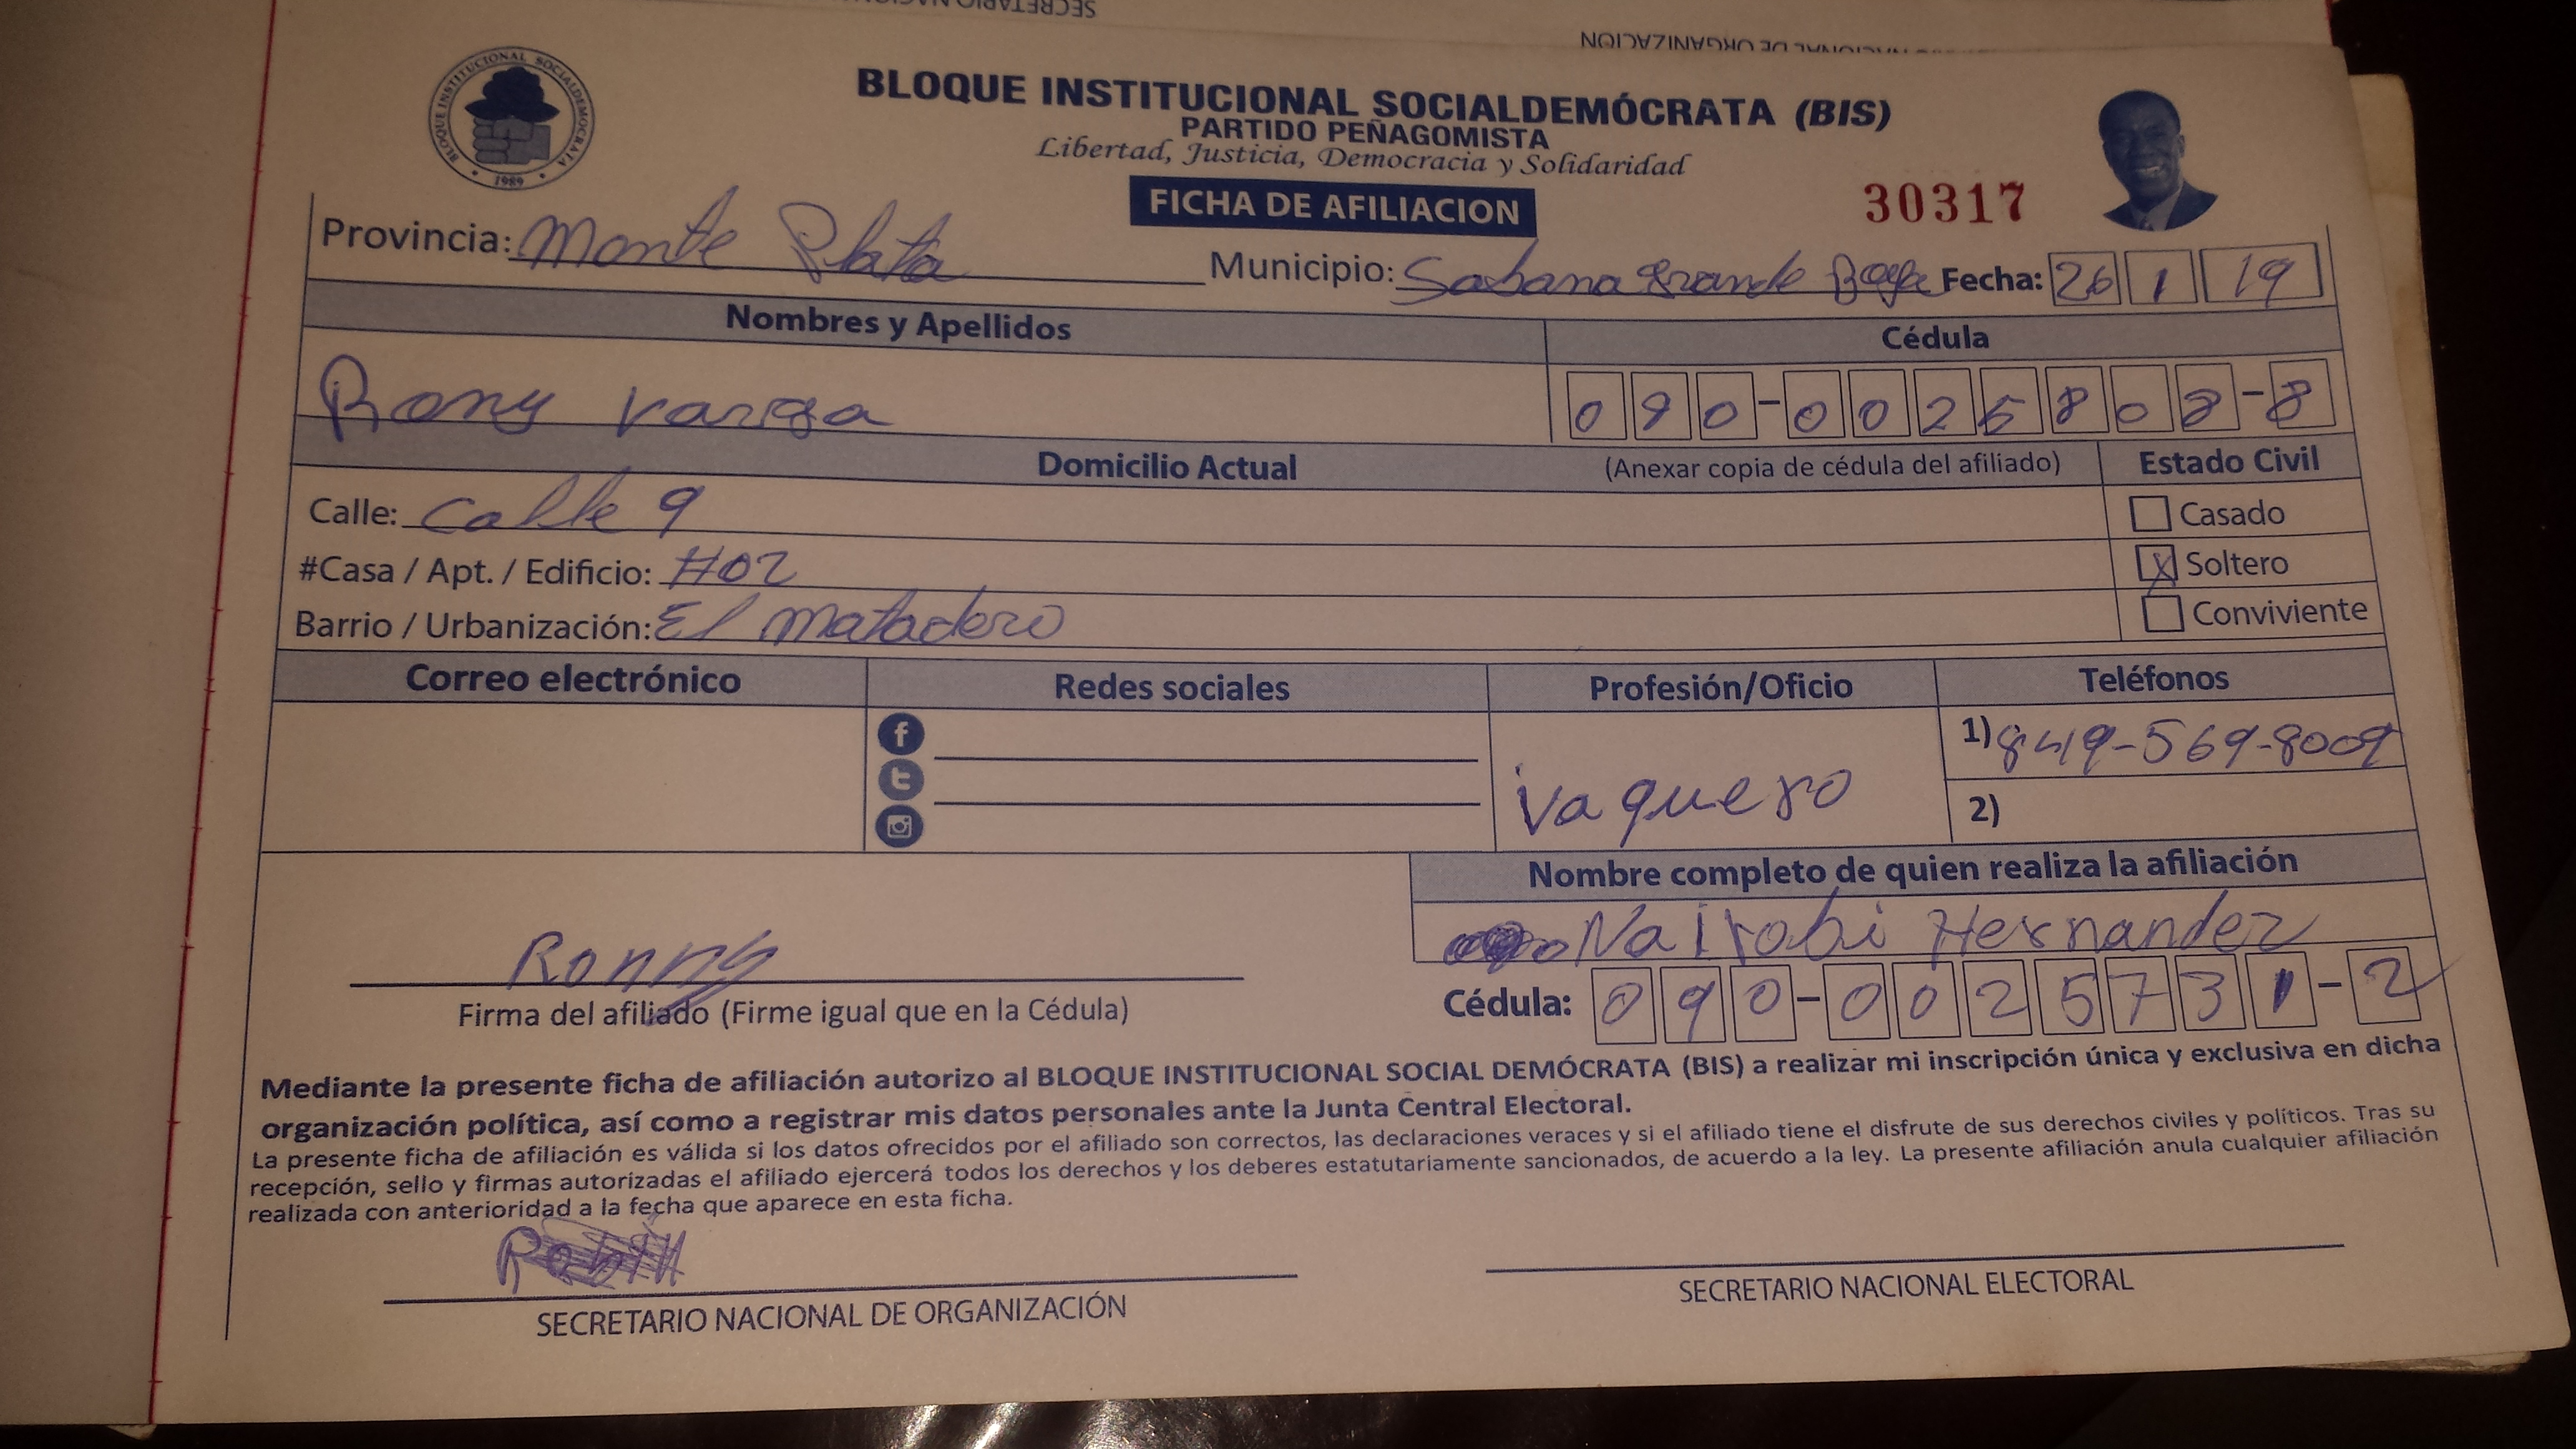 SECRETARIO NACIO
NACIONAL DE ORGANIZACION
BLOQUE INSTITUCIONAL SOCIALDEMOCRATA
1989
BLOQUE INSTITUCIONAL SOCIALDEMÓCRATA (BIS)
PARTIDO PEÑAGOMISTA
Libertad, Justicia, Democracia y Solidaridad
FICHA DE AFILIACION
30317
Provincia: Monte Plata Municipio: Sabana Grande Boya Fecha: 26 1 19
Nombres y Apellidos Cédula
Rony Varga 090-0025808-8
Domicilio Actual (Anexar copia de cédula del afiliado) Estado Civil
Calle: Calle 9
Casado
#Casa / Apt. / Edificio: #02
X Soltero
Barrio / Urbanización: El matadero
Conviviente
Correo electrónico Redes sociales Profesión/Oficio Teléfonos
vaquero
1) 849-569-8009
2)
Nombre completo de quien realiza la afiliación
Nairobi Hernandez
Ronny
Firma del afiliado (Firme igual que en la Cédula)
Cédula: 090-0025731-2
Mediante la presente ficha de afiliación autorizo al BLOQUE INSTITUCIONAL SOCIAL DEMÓCRATA (BIS) a realizar mi inscripción única y exclusiva en dicha
organización política, así como a registrar mis datos personales ante la Junta Central Electoral.
La presente ficha de afiliación es válida si los datos ofrecidos por el afiliado son correctos, las declaraciones veraces y si el afiliado tiene el disfrute de sus derechos civiles y políticos. Tras su
recepción, sello y firmas autorizadas el afiliado ejercerá todos los derechos y los deberes estatutariamente sancionados, de acuerdo a la ley. La presente afiliación anula cualquier afiliación
realizada con anterioridad a la fecha que aparece en esta ficha.
SECRETARIO NACIONAL DE ORGANIZACIÓN
SECRETARIO NACIONAL ELECTORAL